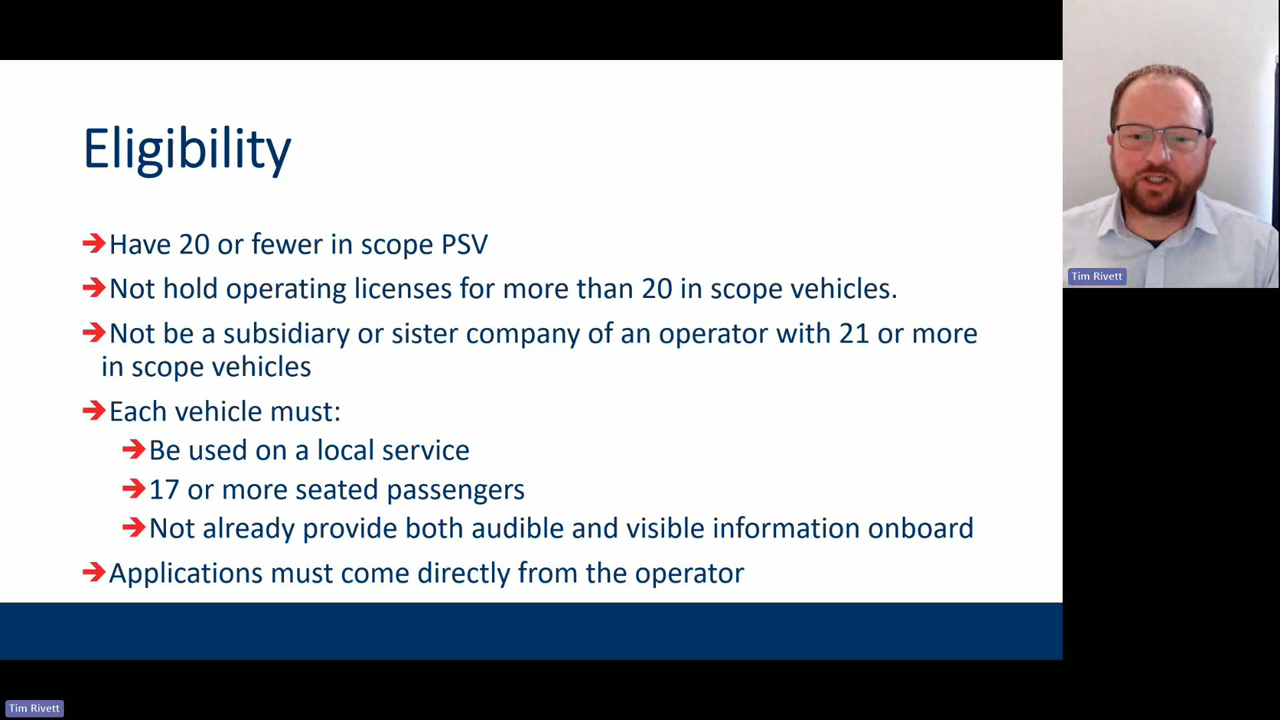 Eligibility
➔Have 20 or fewer in scope PSV
➔Not hold operating licenses for more than 20 in scope vehicles.
➔Not be a subsidiary or sister company of an operator with 21 or more
in scope vehicles
➔Each vehicle must:
➔Be used on a local service
➔17 or more seated passengers
➔Not already provide both audible and visible information onboard
➔Applications must come directly from the operator
Tim Rivett
Tim Rivett